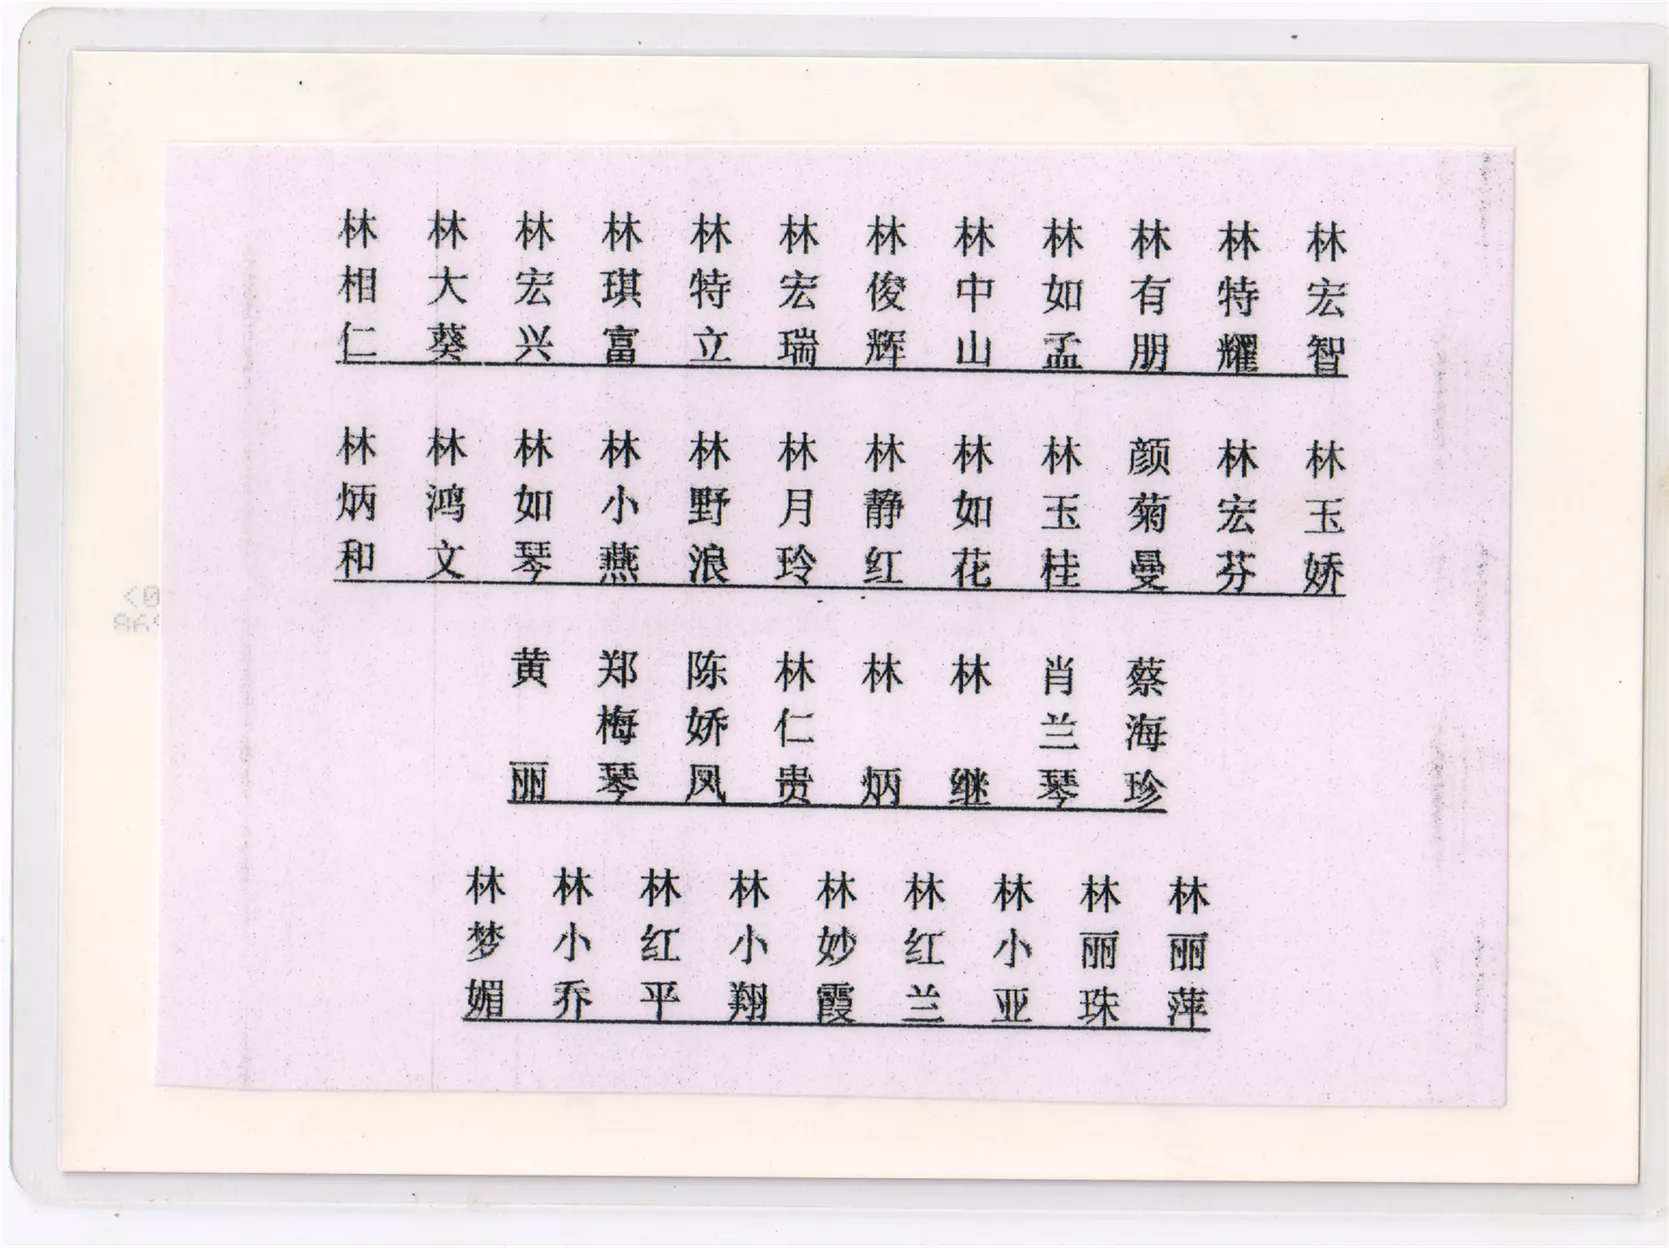 林相仁 林大葵 林宏兴 林琪富 林特立 林宏瑞 林俊辉 林中山 林如孟 林有朋 林特耀 林宏智
林炳和 林鸿文 林如琴 林小燕 林野浪 林月玲 林静红 林如花 林玉桂 颜菊曼 林宏芬 林玉娇
黄丽 郑梅琴 陈娇凤 林仁贵 林炳 林继 肖兰琴 蔡海珍
林梦媚 林小乔 林红平 林小翔 林妙霞 林红兰 林小亚 林丽珠 林丽萍